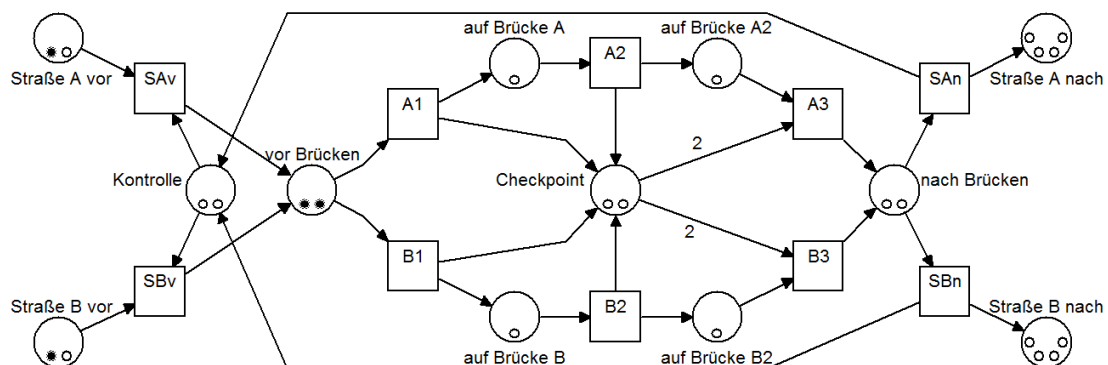 auf Brücke A
auf Brücke A2
A2
Straße A vor
SAv
SAn
Straße A nach
A1
A3
2
vor Brücken
Kontrolle
Checkpoint
nach Brücken
2
B1
B3
SBv
SBn
Straße B vor
Straße B nach
B2
auf Brücke B
auf Brücke B2